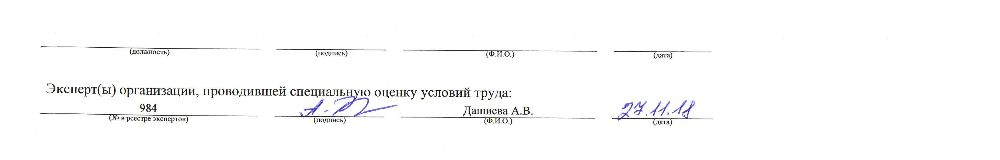 (должность) (подпись) (Ф.И.О.) (дата)
Эксперт(ы) организации, проводившей специальную оценку условий труда:
984 Дашиева А.В. 27.11.18
(№ в реестре экспертов) (подпись) (Ф.И.О.) (дата)